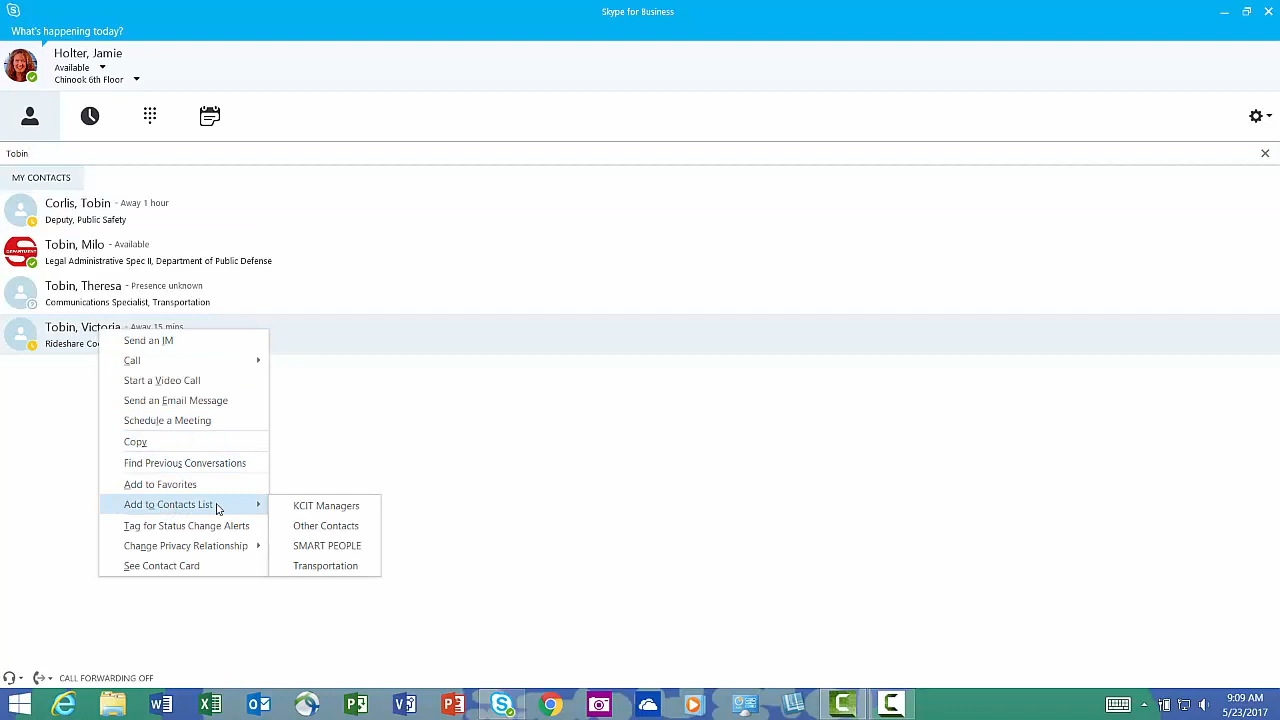 Skype for Business
What's happening today?
Holter, Jamie
Available
Chinook 6th Floor
Tobin
MY CONTACTS
Corlis, Tobin - Away 1 hour
Deputy, Public Safety
Tobin, Milo - Available
Legal Administrative Spec II, Department of Public Defense
Tobin, Theresa - Presence unknown
Communications Specialist, Transportation
Tobin, Victoria - Away 15 mins
Rideshare
Send an IM
Call
Start a Video Call
Send an Email Message
Schedule a Meeting
Copy
Find Previous Conversations
Add to Favorites
Add to Contacts List
Tag for Status Change Alerts
Change Privacy Relationship
See Contact Card
KCIT Managers
Other Contacts
SMART PEOPLE
Transportation
CALL FORWARDING OFF
9:09 AM
5/23/2017